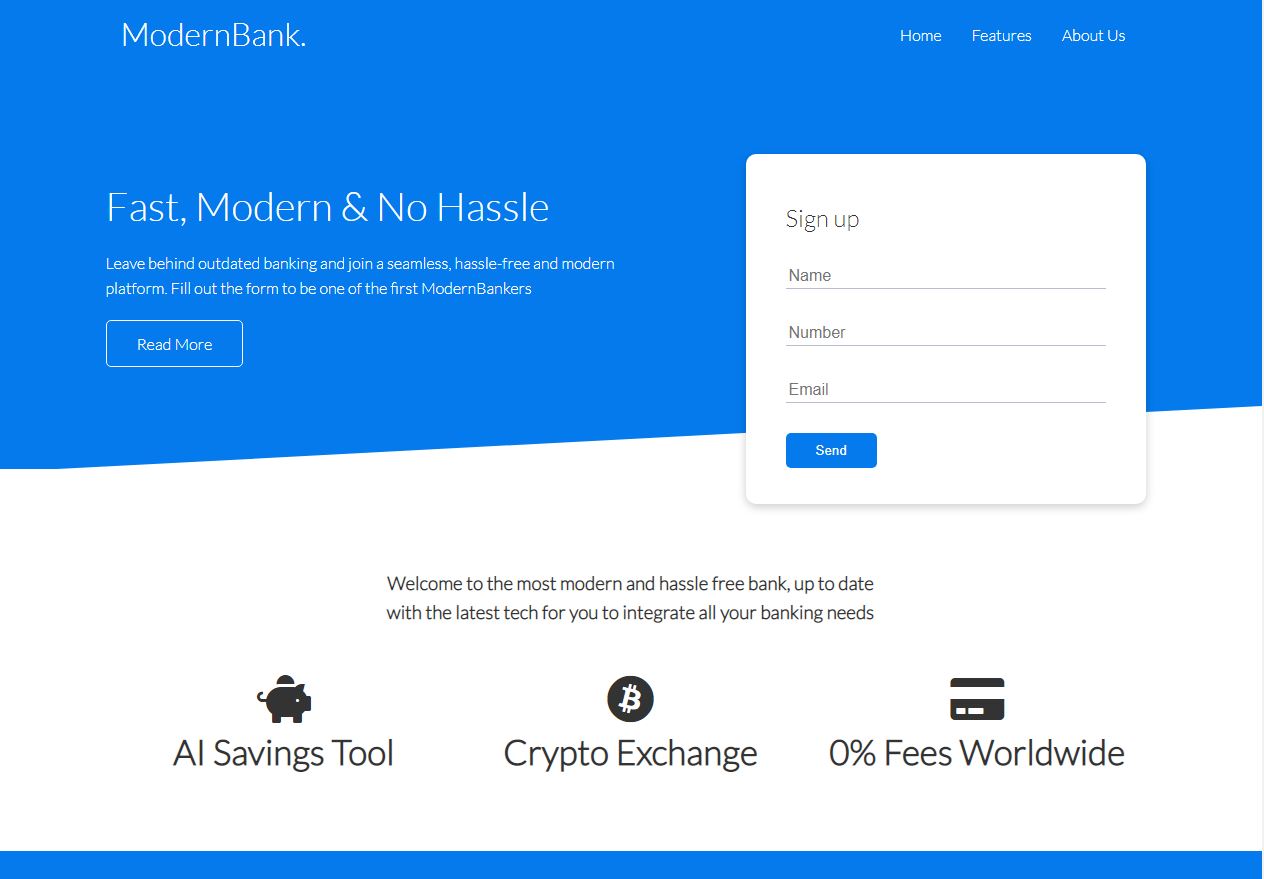 ModernBank.
Home
Features
About Us
Fast, Modern & No Hassle
Leave behind outdated banking and join a seamless, hassle-free and modern
platform. Fill out the form to be one of the first ModernBankers
Read More
Sign up
Name
Number
Email
Send
Welcome to the most modern and hassle free bank, up to date
with the latest tech for you to integrate all your banking needs
AI Savings Tool
Crypto Exchange
0% Fees Worldwide